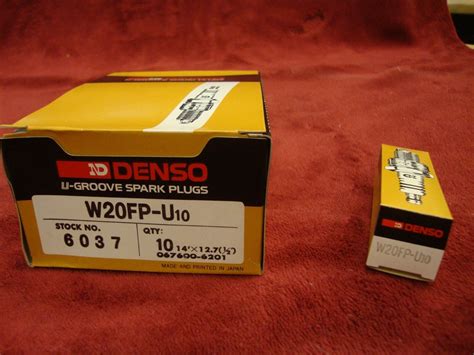 ND DENSO
U-GROOVE SPARK PLUGS
W20FP-U10
STOCK NO.
6037
QTY:
10 14'×12.7(½)
067600-6201
MADE AND PRINTED IN JAPAN
ND DENSO
W20FP-U10